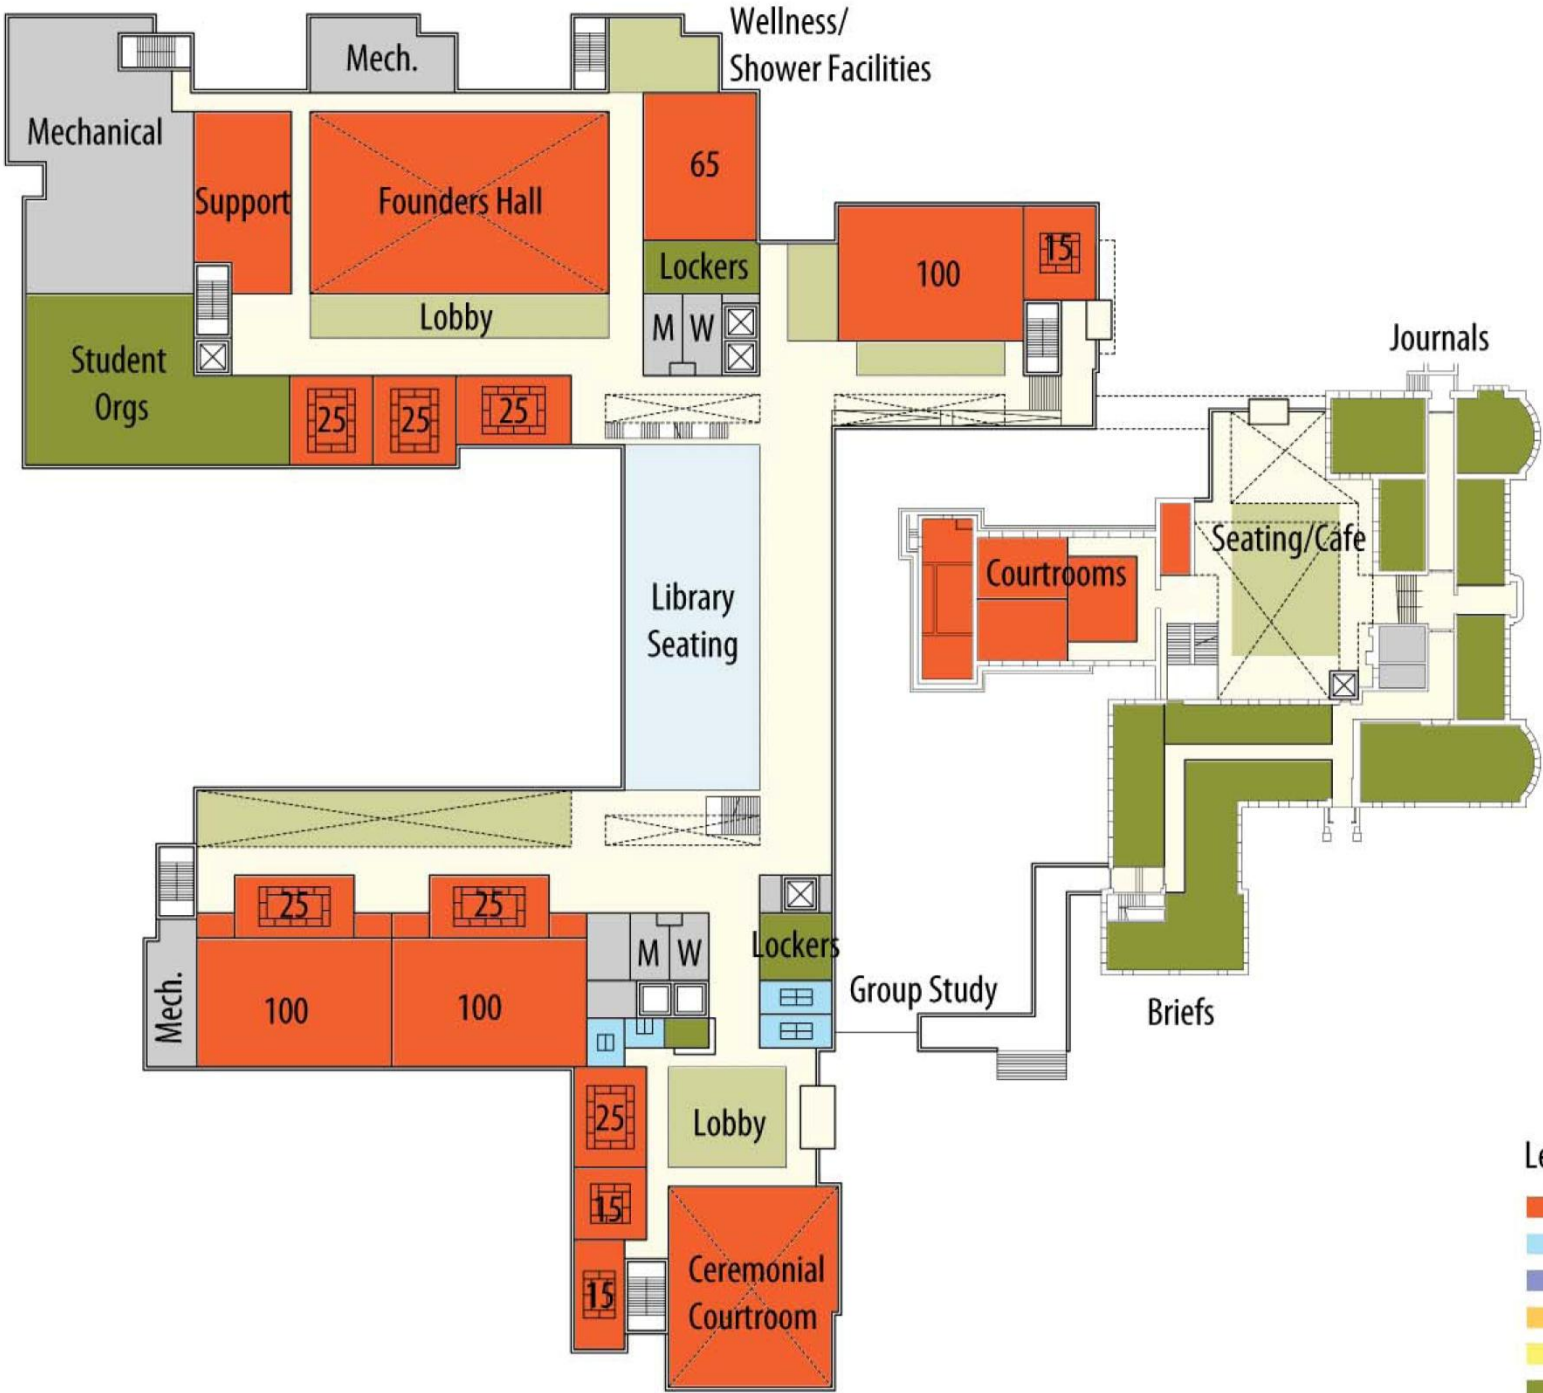 Wellness/
Shower Facilities
Mech.
Mechanical
Support
Founders Hall
65
Lockers
100
15
Lobby
M
W
Student
Orgs
25
25
25
Journals
Seating/Cafe
Courtrooms
Library
Seating
25
25
M
W
Lockers
Mech.
100
100
Group Study
Briefs
25
Lobby
15
15
Ceremonial
Courtroom